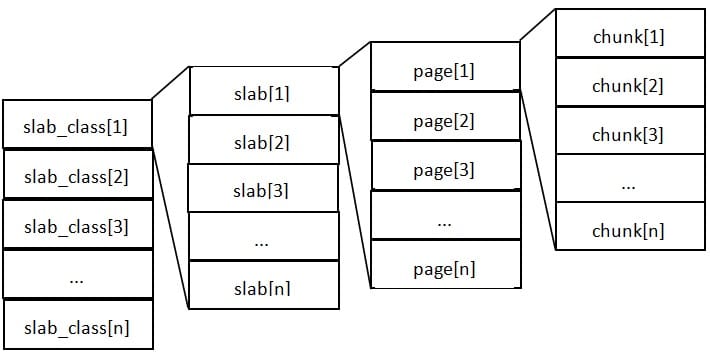 slab_class[1]
slab_class[2]
slab_class[3]
...
slab_class[n]
slab[1]
slab[2]
slab[3]
...
slab[n]
page[1]
page[2]
page[3]
...
page[n]
chunk[1]
chunk[2]
chunk[3]
...
chunk[n]